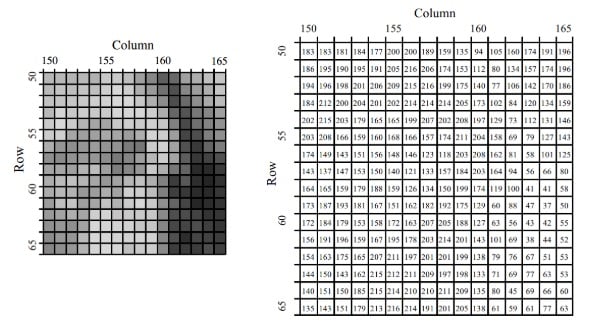 Column
150 155 160 165
50
55
Row
60
65
Column
150 155 160 165
50
55
Row
60
65
183 183 181 184 177 200 200 189 159 135 94 105 160 174 191 196
186 195 190 195 191 205 216 206 174 153 112 80 134 157 174 196
194 196 198 201 206 209 215 216 199 175 140 77 106 142 170 186
184 212 200 204 201 202 214 214 214 205 173 102 84 120 134 159
202 215 203 179 165 165 199 207 202 208 197 129 73 112 131 146
203 208 166 159 160 168 166 157 174 211 204 158 69 79 127 143
174 149 143 151 156 148 146 123 118 203 208 162 81 58 101 125
143 137 147 153 150 140 121 133 157 184 203 164 94 56 66 80
164 165 159 179 188 159 126 134 150 199 174 119 100 41 41 58
173 187 193 181 167 151 162 182 192 175 129 60 88 47 37 50
172 184 179 153 158 172 163 207 205 188 127 63 56 43 42 55
156 191 196 159 167 195 178 203 214 201 143 101 69 38 44 52
154 163 175 165 207 211 197 201 201 199 138 79 76 67 51 53
144 150 143 162 215 212 211 209 197 198 133 71 69 77 63 53
140 151 150 185 215 214 210 210 211 209 135 80 45 69 66 60
135 143 151 179 213 216 214 191 201 205 138 61 59 61 77 63